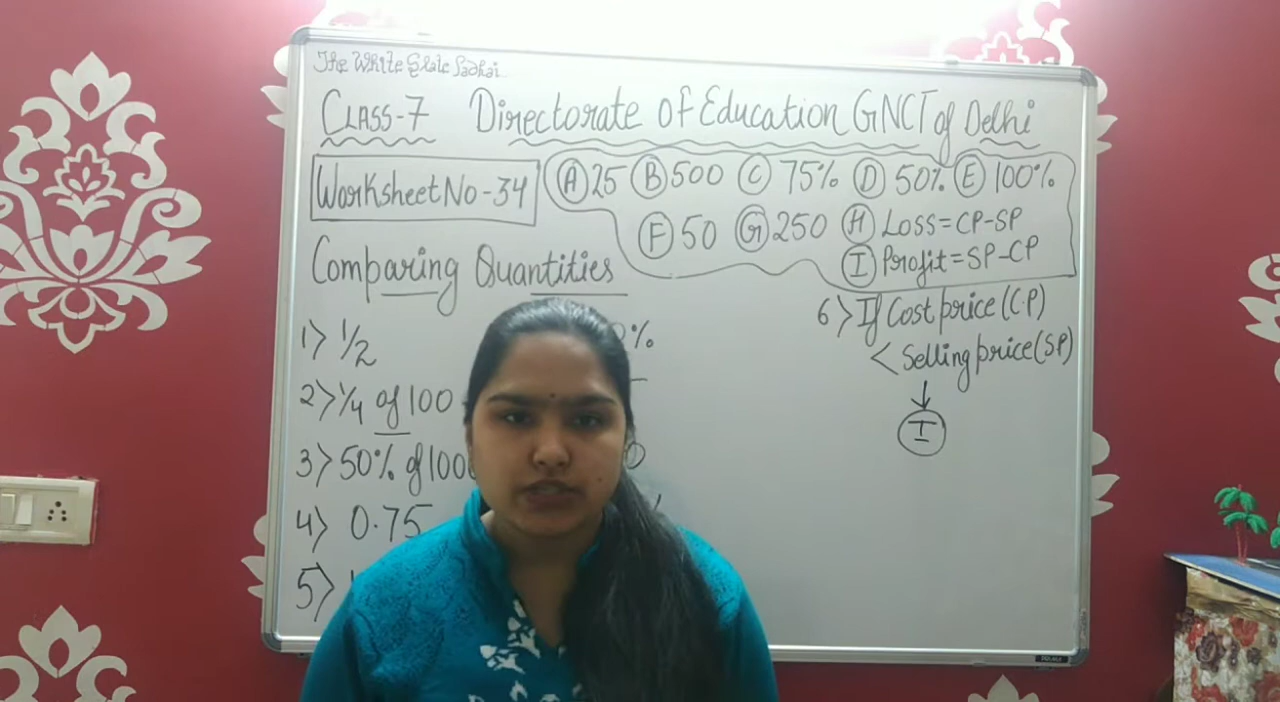 The White Slate Padhai
CLASS-7 Directorate of Education GNCT of Delhi
Worksheet No-34
(A) 25 (B) 500 (C) 75% (D) 50% (E) 100%
(F) 50 (G) 250 (H) Loss=CP-SP
(I) Profit=SP-CP
Comparing Quantities
1> 1/2
2> 1/4 of 100
3> 50% of 100
4> 0.75
5>
6> If Cost price (C.P)
< Selling price (SP)
↓
(I)